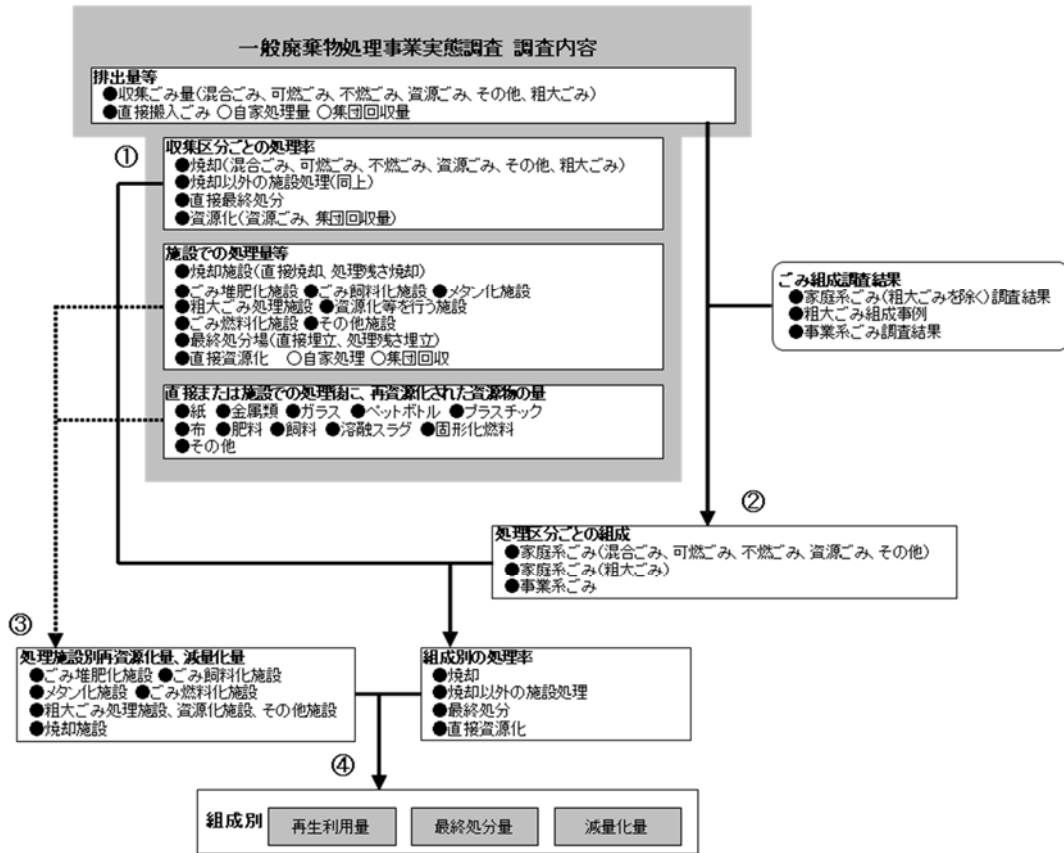 一般廃棄物処理事業実態調査 調査内容
排出量等
●収集ごみ量(混合ごみ、可燃ごみ、不燃ごみ、資源ごみ、その他、粗大ごみ)
●直接搬入ごみ ○自家処理量 ○集団回収量
①
収集区分ごとの処理率
●焼却(混合ごみ、可燃ごみ、不燃ごみ、資源ごみ、その他、粗大ごみ)
●焼却以外の施設処理(同上)
●直接最終処分
●資源化(資源ごみ、集団回収量)
施設での処理量等
●焼却施設(直接焼却、処理残さ焼却)
●ごみ堆肥化施設 ●ごみ飼料化施設 ●メタン化施設
●粗大ごみ処理施設 ●資源化等を行う施設
●ごみ燃料化施設 ●その他施設
●最終処分場(直接埋立、処理残さ埋立)
●直接資源化 ○自家処理 ○集団回収
ごみ組成調査結果
●家庭系ごみ(粗大ごみを除く)調査結果
●粗大ごみ組成事例
●事業系ごみ調査結果
直接または施設での処理後に、再資源化された資源物の量
●紙 ●金属類 ●ガラス ●ペットボトル ●プラスチック
●布 ●肥料 ●飼料 ●溶融スラグ ●固形化燃料
●その他
②
処理区分ごとの組成
●家庭系ごみ(混合ごみ、可燃ごみ、不燃ごみ、資源ごみ、その他)
●家庭系ごみ(粗大ごみ)
●事業系ごみ
③
処理施設別再資源化量、減量化量
●ごみ堆肥化施設 ●ごみ飼料化施設
●メタン化施設 ●ごみ燃料化施設
●粗大ごみ処理施設、資源化施設、その他施設
●焼却施設
組成別の処理率
●焼却
●焼却以外の施設処理
●最終処分
●直接資源化
④
組成別 再生利用量 最終処分量 減量化量